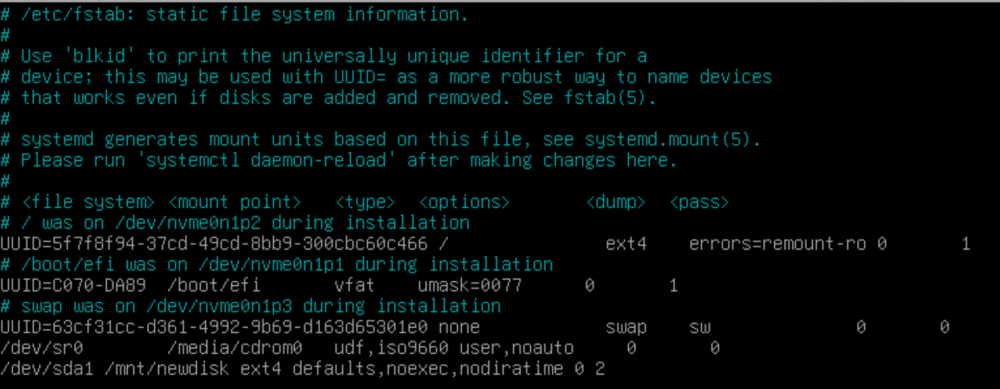 # /etc/fstab: static file system information.
#
# Use 'blkid' to print the universally unique identifier for a
# device; this may be used with UUID= as a more robust way to name devices
# that works even if disks are added and removed. See fstab(5).
#
# systemd generates mount units based on this file, see systemd.mount(5).
# Please run 'systemctl daemon-reload' after making changes here.
#
# <file system> <mount point>   <type>  <options>       <dump>  <pass>
# / was on /dev/nvme0n1p2 during installation
UUID=5f7f8f94-37cd-49cd-8bb9-300cbc60c466 /               ext4    errors=remount-ro 0       1
# /boot/efi was on /dev/nvme0n1p1 during installation
UUID=C070-DA89  /boot/efi       vfat    umask=0077      0       1
# swap was on /dev/nvme0n1p3 during installation
UUID=63cf31cc-d361-4992-9b69-d163d65301e0 none            swap    sw              0       0
/dev/sr0        /media/cdrom0   udf,iso9660 user,noauto     0       0
/dev/sda1 /mnt/newdisk ext4 defaults,noexec,nodiratime 0 2